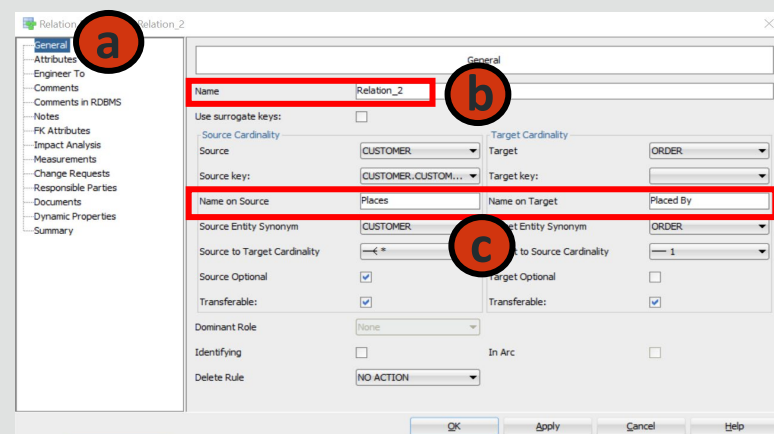 Relation Relation_2
General
Attributes
Engineer To
Comments
Comments in RDBMS
Notes
FK Attributes
Impact Analysis
Measurements
Change Requests
Responsible Parties
Documents
Dynamic Properties
Summary
a
General
Name Relation_2
b
Use surrogate keys:
Source Cardinality Target Cardinality
Source CUSTOMER Target ORDER
Source key: CUSTOMER.CUSTOM... Target key:
Name on Source Places Name on Target Placed By
Source Entity Synonym CUSTOMER Entity Synonym ORDER
c
Source to Target Cardinality * to Source Cardinality 1
Source Optional Target Optional
Transferable: Transferable:
Dominant Role None
Identifying In Arc
Delete Rule NO ACTION
OK Apply Cancel Help